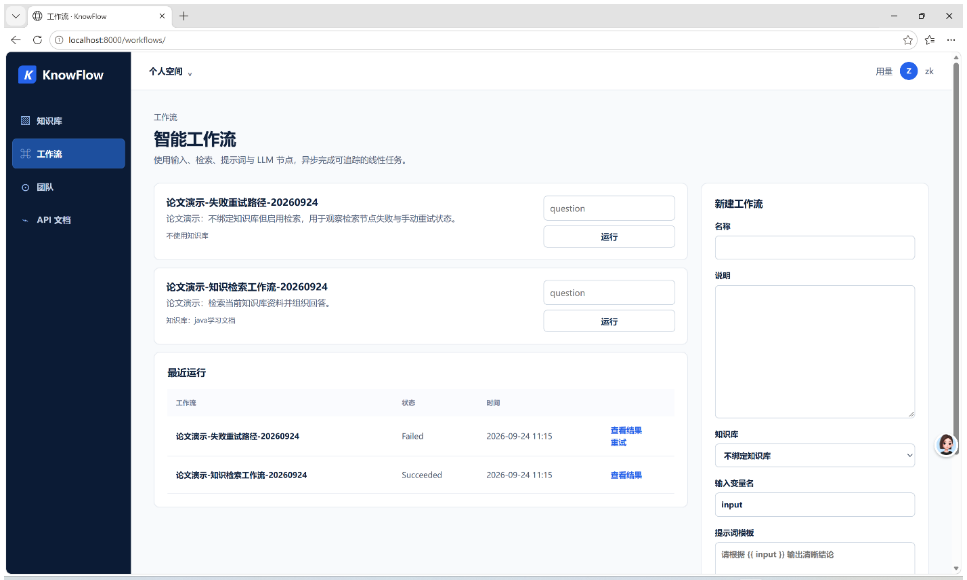 工作流 · KnowFlow
localhost:8000/workflows/
K KnowFlow
个人空间
用量
Z
zk
知识库
工作流
团队
API 文档
工作流
智能工作流
使用输入、检索、提示词与 LLM 节点，异步完成可追踪的线性任务。
论文演示-失败重试路径-20260924
论文演示：不绑定知识库但启用检索，用于观察检索节点失败与手动重试状态。
不使用知识库
question
运行
论文演示-知识检索工作流-20260924
论文演示：检索当前知识库资料并组织回答。
知识库：java学习文档
question
运行
最近运行
工作流 状态 时间
论文演示-失败重试路径-20260924 Failed 2026-09-24 11:15 查看结果
重试
论文演示-知识检索工作流-20260924 Succeeded 2026-09-24 11:15 查看结果
新建工作流
名称
说明
知识库
不绑定知识库
输入变量名
input
提示词模板
请根据 {{ input }} 输出清晰结论